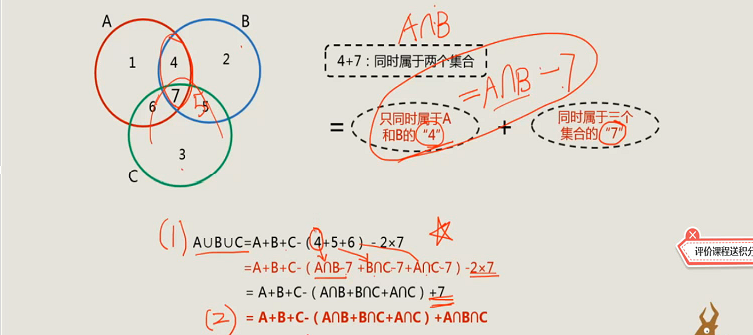 A
B
1
4
2
7
6
5
5
3
C
A∩B
4+7：同时属于两个集合
=A∩B-7
=
只同时属于A
和B的“4”
+
同时属于三个
集合的“7”
(1) A∪B∪C=A+B+C-（4+5+6）- 2×7
=A+B+C-（A∩B-7 +B∩C-7+A∩C-7）-2×7
= A+B+C-（A∩B+B∩C+A∩C）+7
(2) = A+B+C-（A∩B+B∩C+A∩C）+A∩B∩C
评价课程送积分